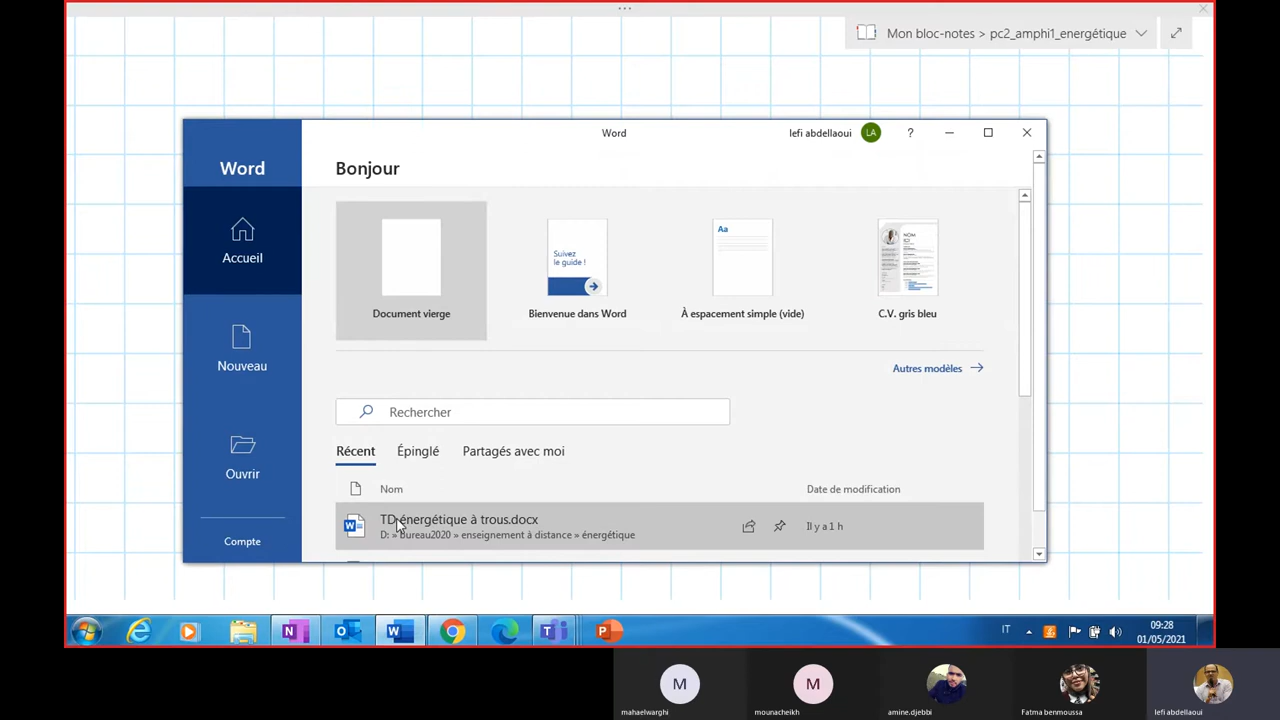 Mon bloc-notes > pc2_amphi1_energétique
Word
lefi abdellaoui
LA
?
Word
Bonjour
Accueil
Nouveau
Ouvrir
Compte
Suivez
le guide !
Aa
NOM
Document vierge
Bienvenue dans Word
À espacement simple (vide)
C.V. gris bleu
Autres modèles
Rechercher
Récent
Épinglé
Partagés avec moi
Nom
Date de modification
TD énergétique à trous.docx
D: » Bureau2020 » enseignement à distance » énergétique
Il y a 1 h
IT
09:28
01/05/2021
M
M
mahaelwarghi
mounacheikh
amine.djebbi
Fatma benmoussa
lefi abdellaoui